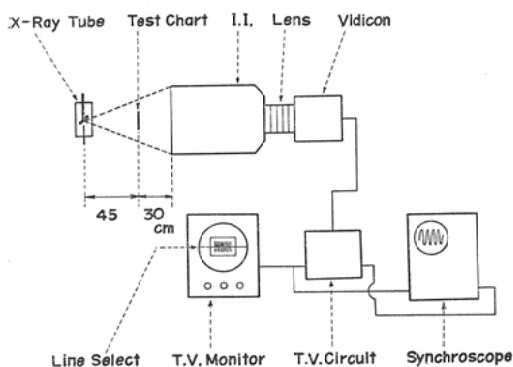 X-Ray Tube Test Chart I.I. Lens Vidicon
45 30
cm
Line Select T.V. Monitor T.V. Circuit Synchroscope